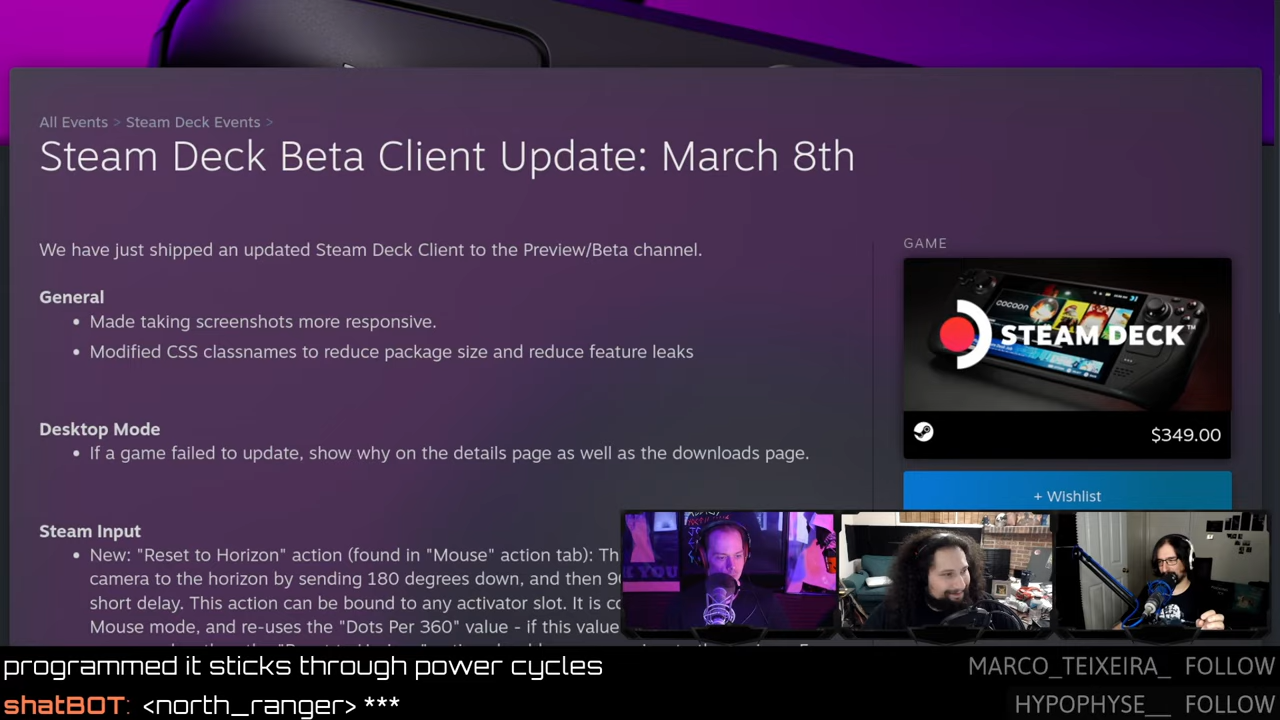 All Events > Steam Deck Events >
Steam Deck Beta Client Update: March 8th
We have just shipped an updated Steam Deck Client to the Preview/Beta channel.
General
• Made taking screenshots more responsive.
• Modified CSS classnames to reduce package size and reduce feature leaks
Desktop Mode
• If a game failed to update, show why on the details page as well as the downloads page.
Steam Input
• New: "Reset to Horizon" action (found in "Mouse" action tab): Th
camera to the horizon by sending 180 degrees down, and then 9
short delay. This action can be bound to any activator slot. It is c
Mouse mode, and re-uses the "Dots Per 360" value - if this value
GAME
cocoon
STEAM DECK™
$349.00
+ Wishlist
programmed it sticks through power cycles
shatBOT: <north_ranger> ***
MARCO_TEIXEIRA_ FOLLOW
HYPOPHYSE__ FOLLOW